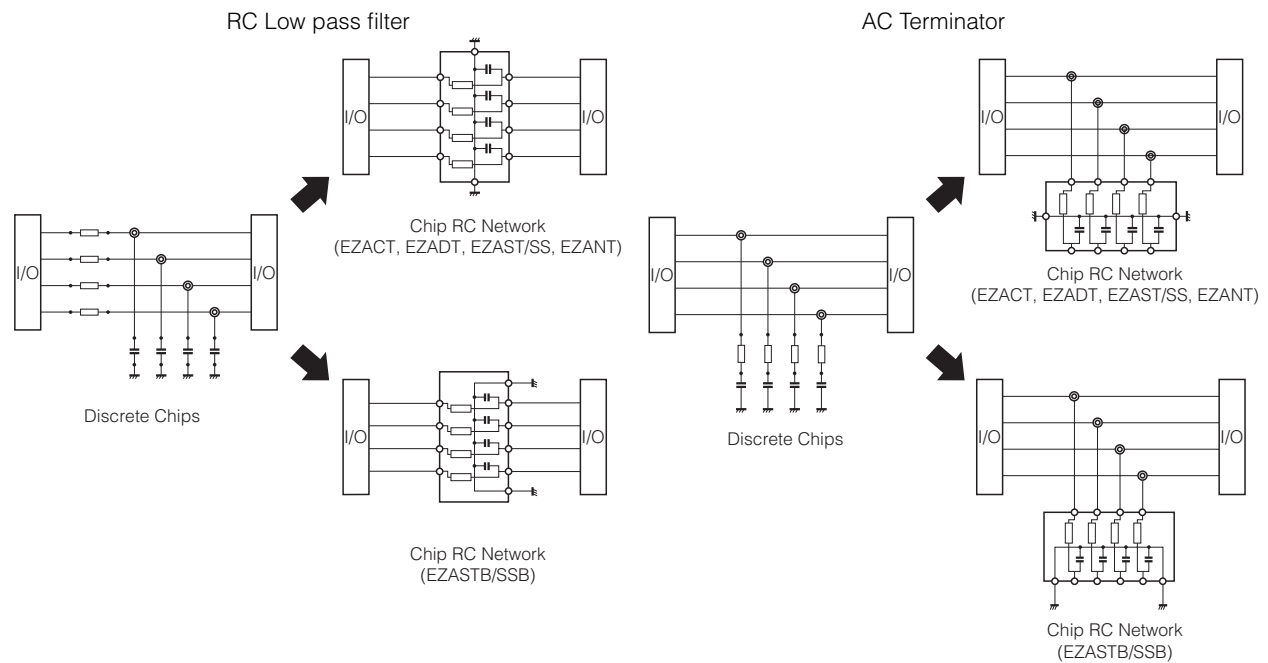 RC Low pass filter
I/O
I/O
Chip RC Network
(EZACT, EZADT, EZAST/SS, EZANT)
I/O
I/O
Discrete Chips
I/O
I/O
Chip RC Network
(EZASTB/SSB)
AC Terminator
I/O
I/O
Chip RC Network
(EZACT, EZADT, EZAST/SS, EZANT)
I/O
I/O
Discrete Chips
I/O
I/O
Chip RC Network
(EZASTB/SSB)